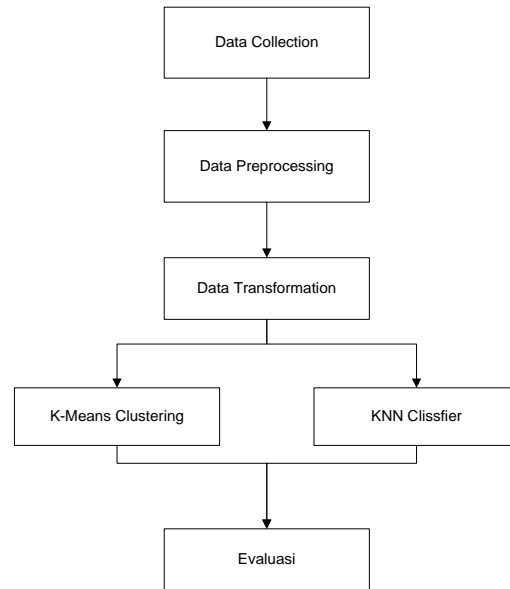 Data Collection
Data Preprocessing
Data Transformation
K-Means Clustering
KNN Clissfier
Evaluasi